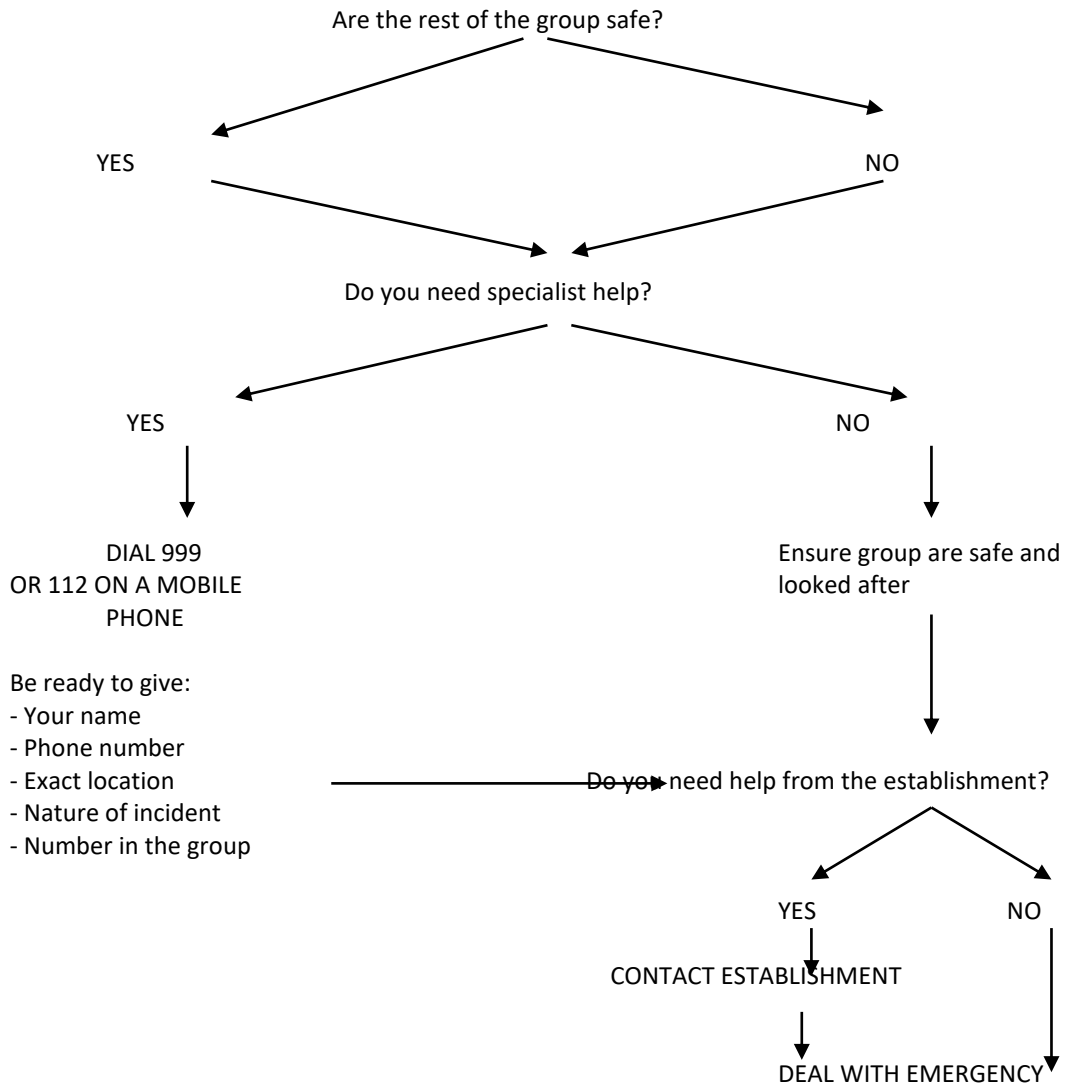 Are the rest of the group safe?
YES
NO
Do you need specialist help?
YES
NO
DIAL 999
OR 112 ON A MOBILE
PHONE
Ensure group are safe and
looked after
Be ready to give:
- Your name
- Phone number
- Exact location
- Nature of incident
- Number in the group
Do you need help from the establishment?
YES
NO
CONTACT ESTABLISHMENT
DEAL WITH EMERGENCY